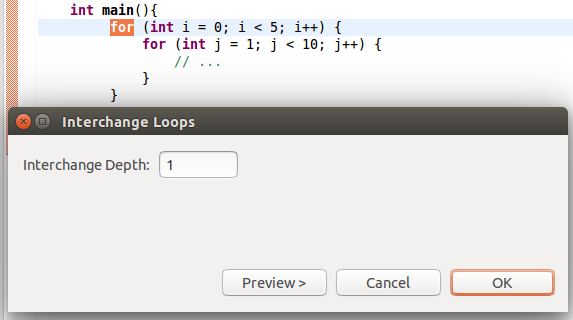 int main(){
for (int i = 0; i < 5; i++) {
for (int j = 1; j < 10; j++) {
// ...
}
}
Interchange Loops
Interchange Depth: 1
Preview > Cancel OK